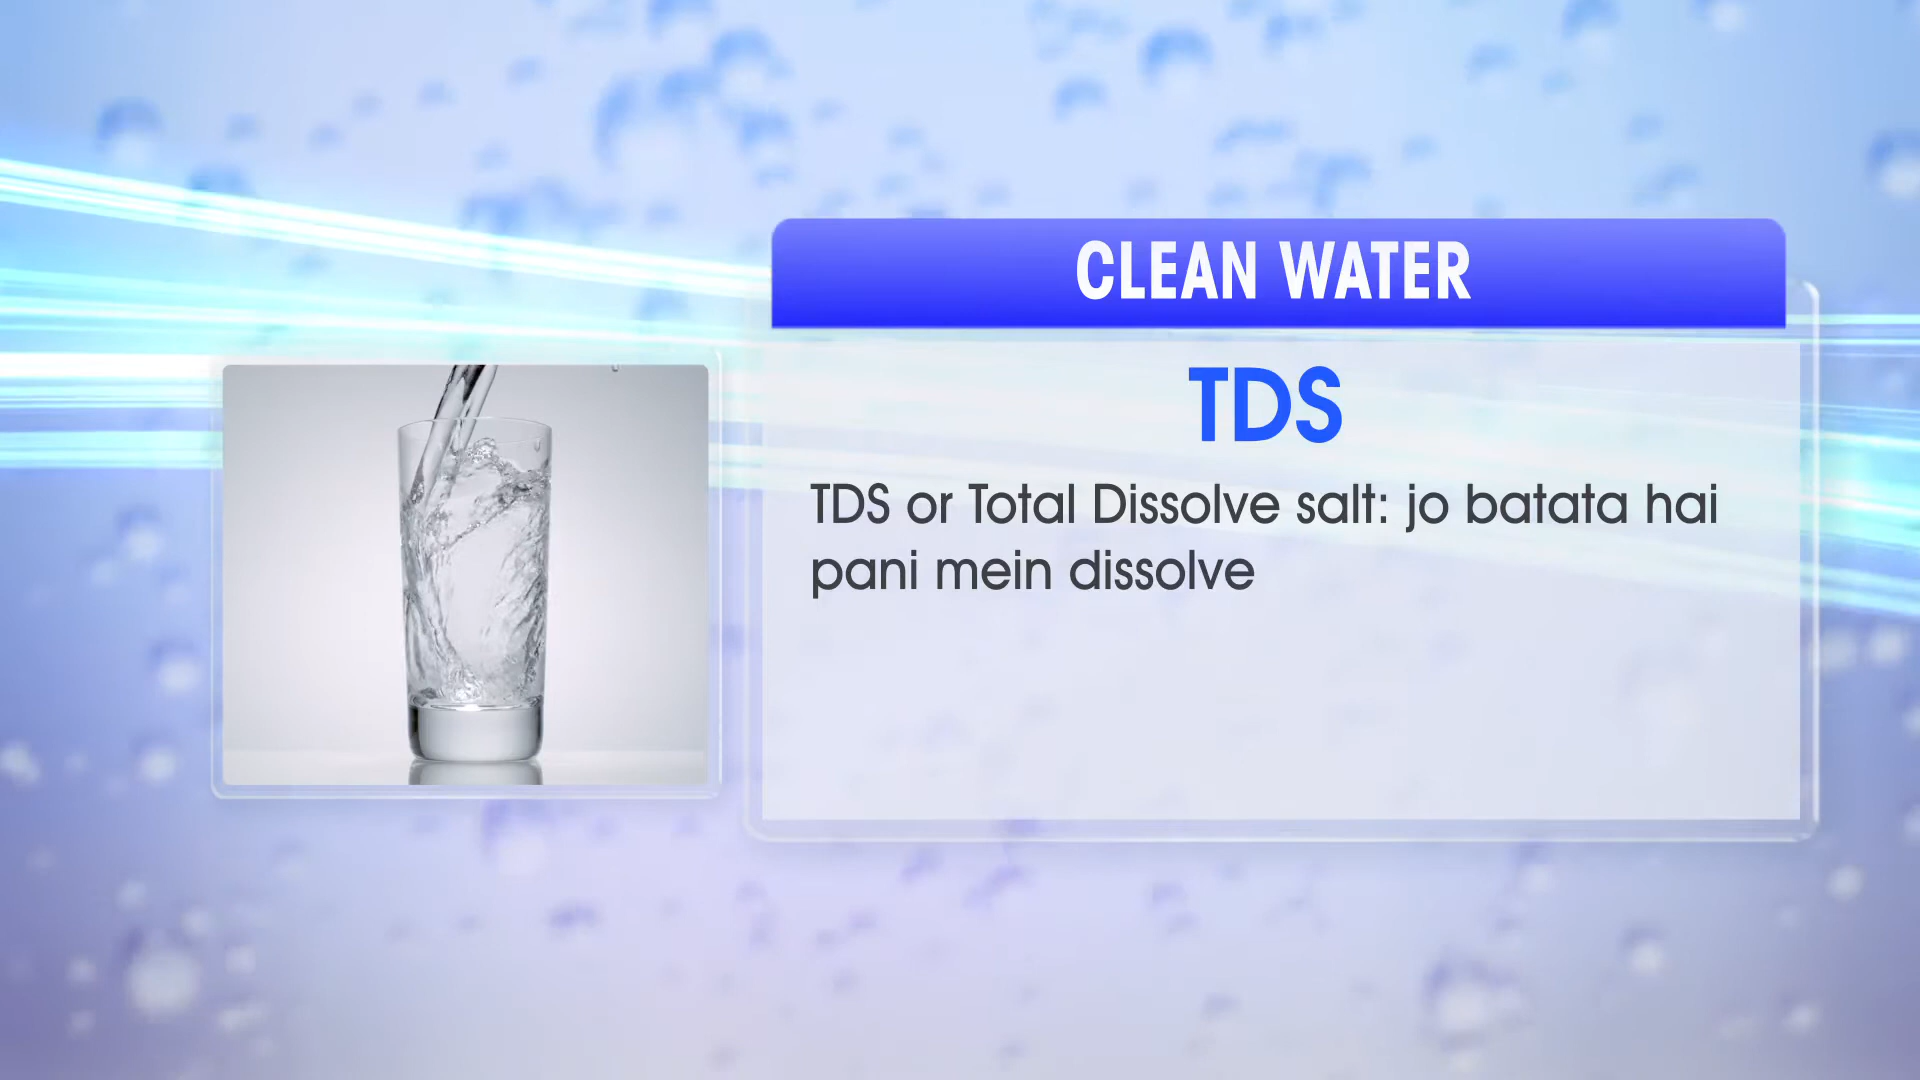 CLEAN WATER
TDS
TDS or Total Dissolve salt: jo batata hai
pani mein dissolve